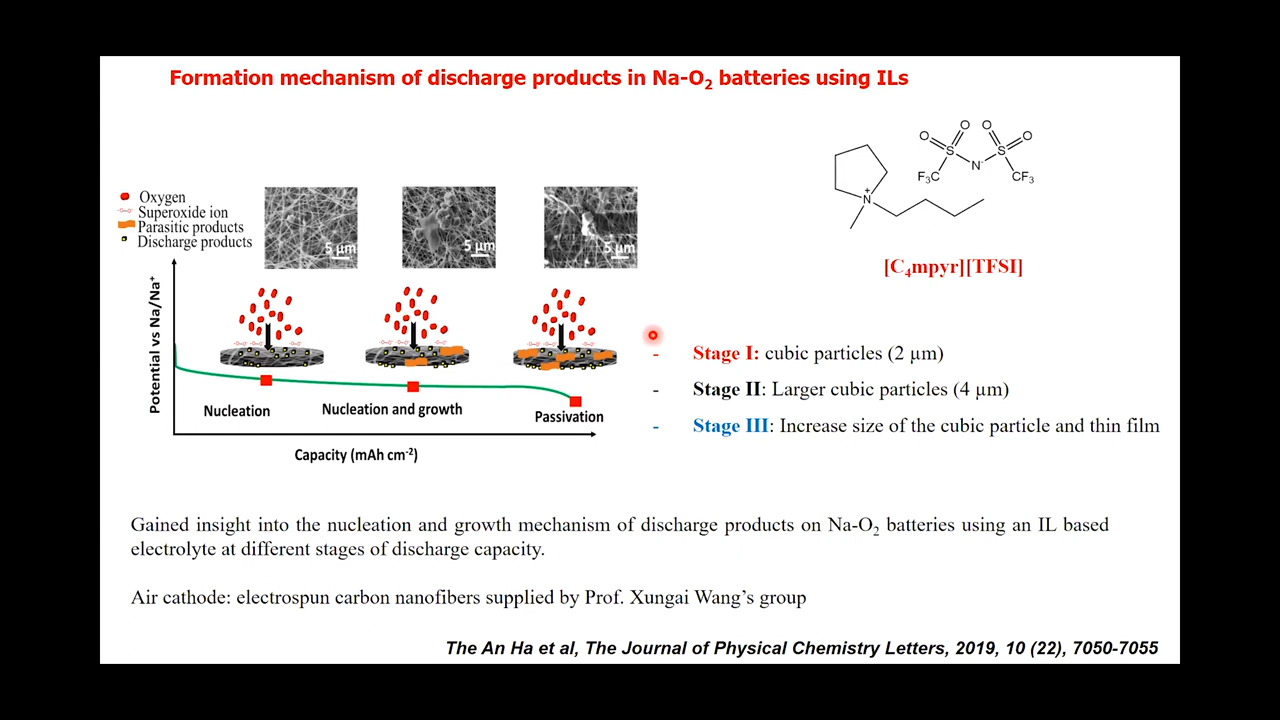 Formation mechanism of discharge products in Na-O₂ batteries using ILs
Oxygen
Superoxide ion
Parasitic products
Discharge products
5 µm
5 µm
5 µm
Potential vs Na/Na⁺
Nucleation
Nucleation and growth
Passivation
Capacity (mAh cm⁻²)
O
O
O
O
S
S
N⁻
F₃C
CF₃
N
+
[C₄mpyr][TFSI]
- Stage I: cubic particles (2 µm)
- Stage II: Larger cubic particles (4 µm)
- Stage III: Increase size of the cubic particle and thin film
Gained insight into the nucleation and growth mechanism of discharge products on Na-O₂ batteries using an IL based
electrolyte at different stages of discharge capacity.
Air cathode: electrospun carbon nanofibers supplied by Prof. Xungai Wang’s group
The An Ha et al, The Journal of Physical Chemistry Letters, 2019, 10 (22), 7050-7055